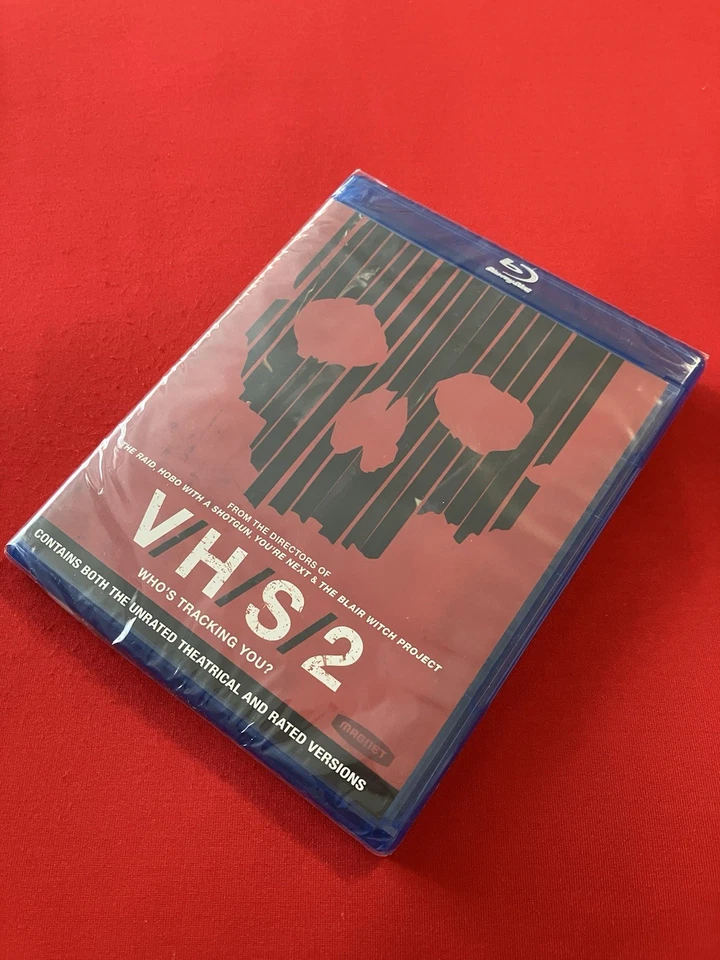 Blu-ray Disc
FROM THE DIRECTORS OF
THE RAID, HOBO WITH A SHOTGUN, YOU'RE NEXT & THE BLAIR WITCH PROJECT
V/H/S/2
WHO'S TRACKING YOU?
MAGNET
CONTAINS BOTH THE UNRATED THEATRICAL AND RATED VERSIONS